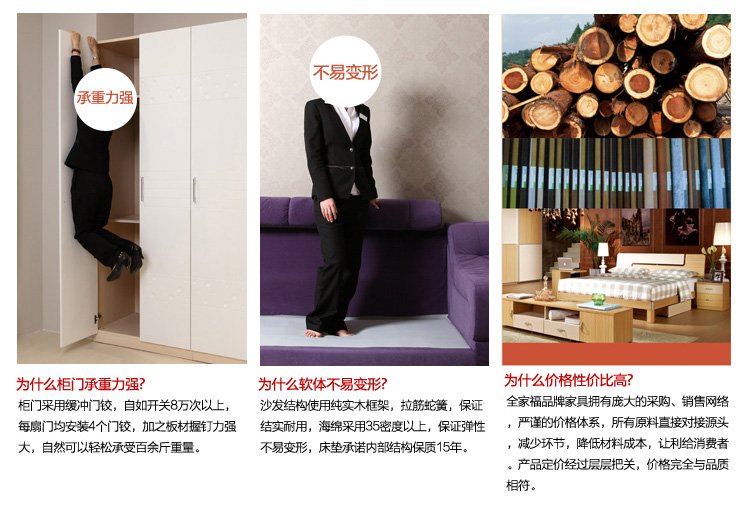 承重力强
不易变形
为什么柜门承重力强?
柜门采用缓冲门铰，自如开关8万次以上，
每扇门均安装4个门铰，加之板材握钉力强
大，自然可以轻松承受百余斤重量。
为什么软体不易变形?
沙发结构使用纯实木框架，拉筋蛇簧，保证
结实耐用，海绵采用35密度以上，保证弹性
不易变形，床垫承诺内部结构保质15年。
为什么价格性价比高?
全家福品牌家具拥有庞大的采购、销售网络
，严谨的价格体系，所有原料直接对接源头
，减少环节，降低材料成本，让利给消费者
。产品定价经过层层把关，价格完全与品质
相符。